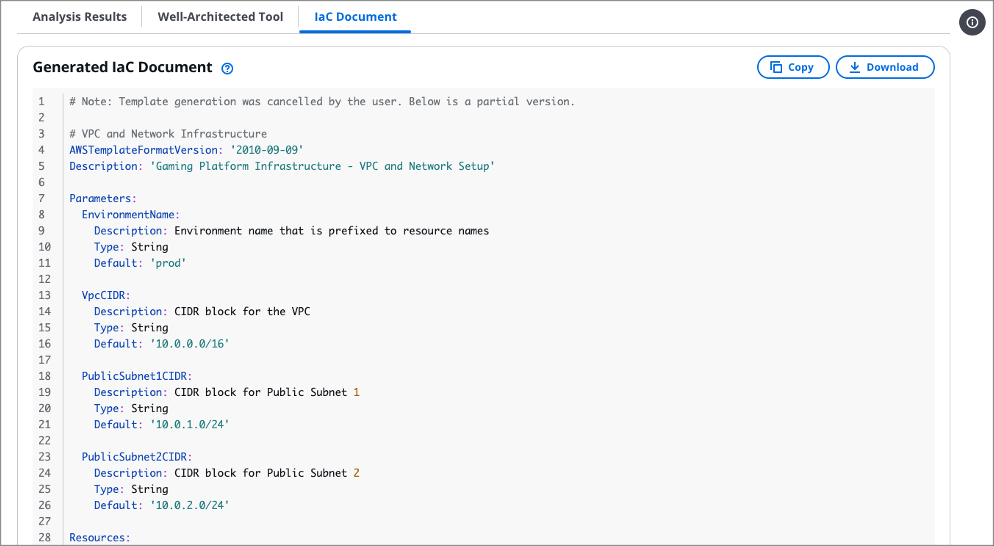 Analysis Results
Well-Architected Tool
IaC Document
Generated IaC Document
Copy
Download
1 # Note: Template generation was cancelled by the user. Below is a partial version.
2
3 # VPC and Network Infrastructure
4 AWSTemplateFormatVersion: '2010-09-09'
5 Description: 'Gaming Platform Infrastructure - VPC and Network Setup'
6
7 Parameters:
8   EnvironmentName:
9     Description: Environment name that is prefixed to resource names
10     Type: String
11     Default: 'prod'
12
13   VpcCIDR:
14     Description: CIDR block for the VPC
15     Type: String
16     Default: '10.0.0.0/16'
17
18   PublicSubnet1CIDR:
19     Description: CIDR block for Public Subnet 1
20     Type: String
21     Default: '10.0.1.0/24'
22
23   PublicSubnet2CIDR:
24     Description: CIDR block for Public Subnet 2
25     Type: String
26     Default: '10.0.2.0/24'
27
28 Resources: